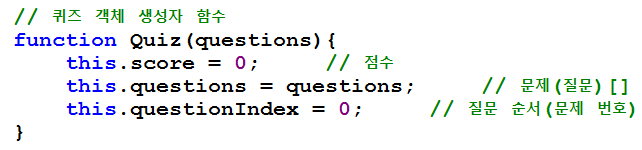 // 퀴즈 객체 생성자 함수
function Quiz(questions){
    this.score = 0;     // 점수
    this.questions = questions;     // 문제(질문)[]
    this.questionIndex = 0;     // 질문 순서(문제 번호)
}